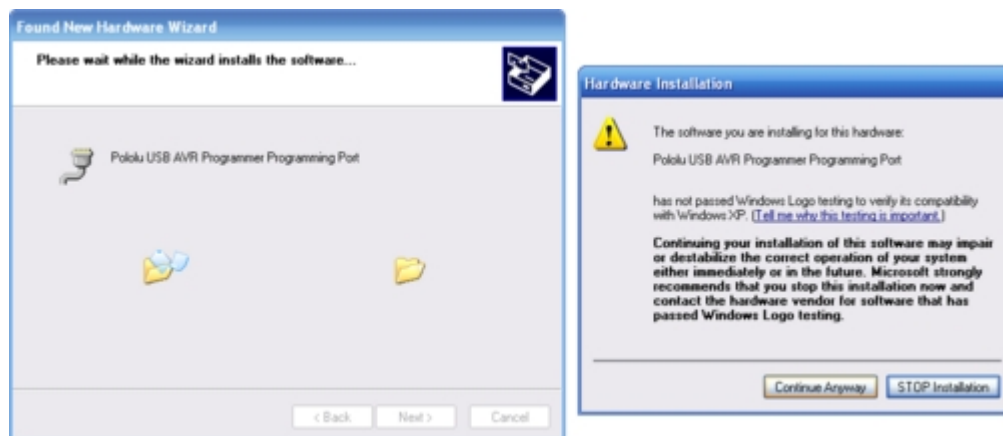 Found New Hardware Wizard
Please wait while the wizard installs the software...
Pololu USB AVR Programmer Programming Port
< Back
Next >
Cancel
Hardware Installation
The software you are installing for this hardware:
Pololu USB AVR Programmer Programming Port
has not passed Windows Logo testing to verify its compatibility
with Windows XP. (Tell me why this testing is important.)
Continuing your installation of this software may impair
or destabilize the correct operation of your system
either immediately or in the future. Microsoft strongly
recommends that you stop this installation now and
contact the hardware vendor for software that has
passed Windows Logo testing.
Continue Anyway
STOP Installation